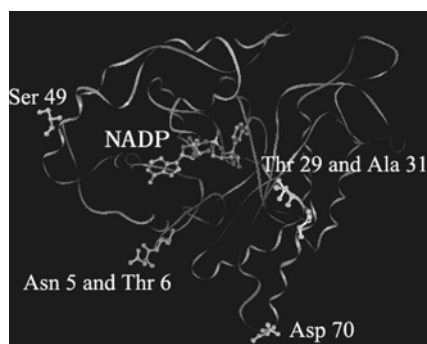 Ser 49
NADP
Thr 29 and Ala 31
Asn 5 and Thr 6
Asp 70